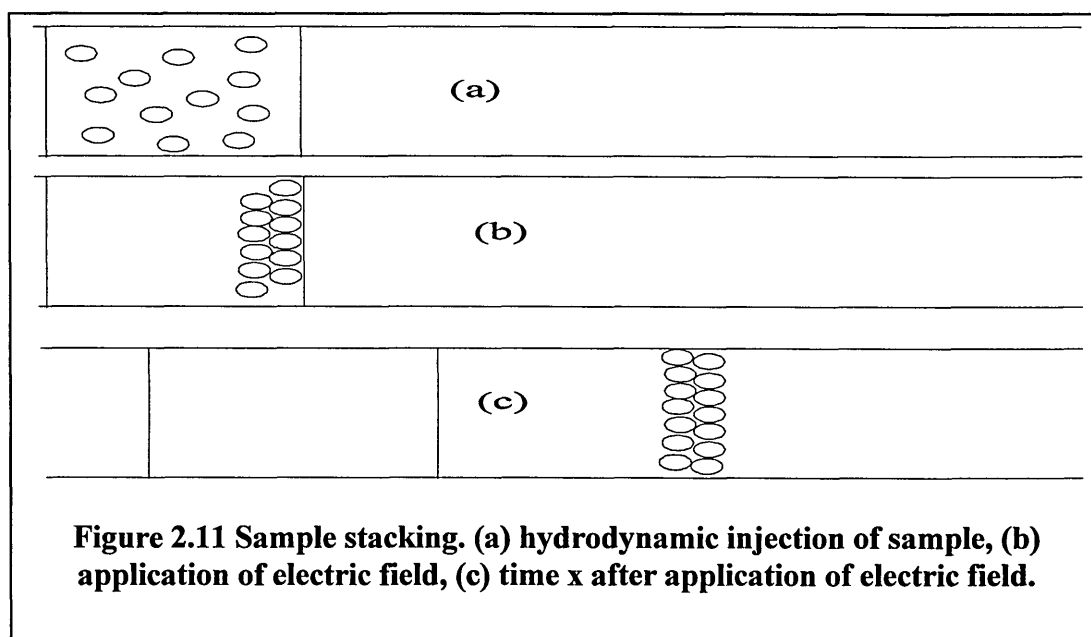 (a)
(b)
(c)
Figure 2.11 Sample stacking. (a) hydrodynamic injection of sample, (b)
application of electric field, (c) time x after application of electric field.